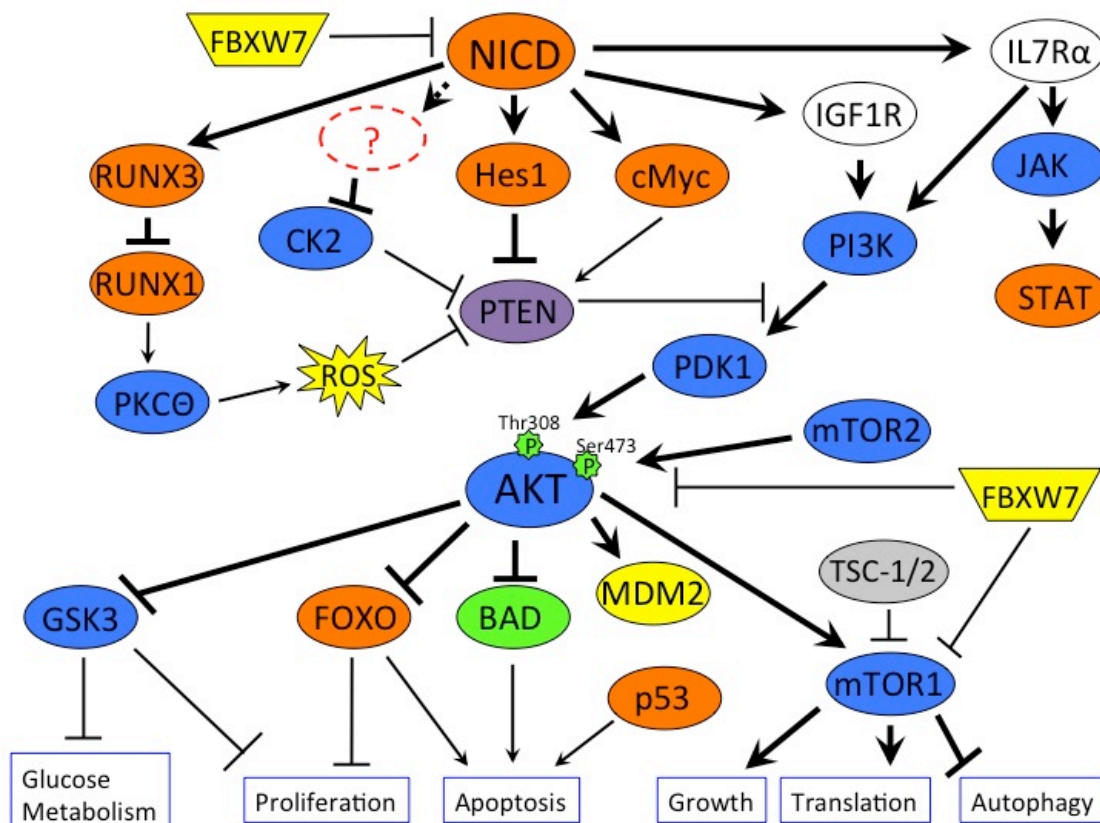 FBXW7
NICD
IL7Rα
IGF1R
?
RUNX3
Hes1
cMyc
JAK
CK2
PI3K
RUNX1
PTEN
STAT
ROS
PDK1
PKCΘ
Thr308
P
Ser473
P
mTOR2
AKT
FBXW7
TSC-1/2
MDM2
GSK3
FOXO
BAD
p53
mTOR1
Glucose
Metabolism
Proliferation
Apoptosis
Growth
Translation
Autophagy